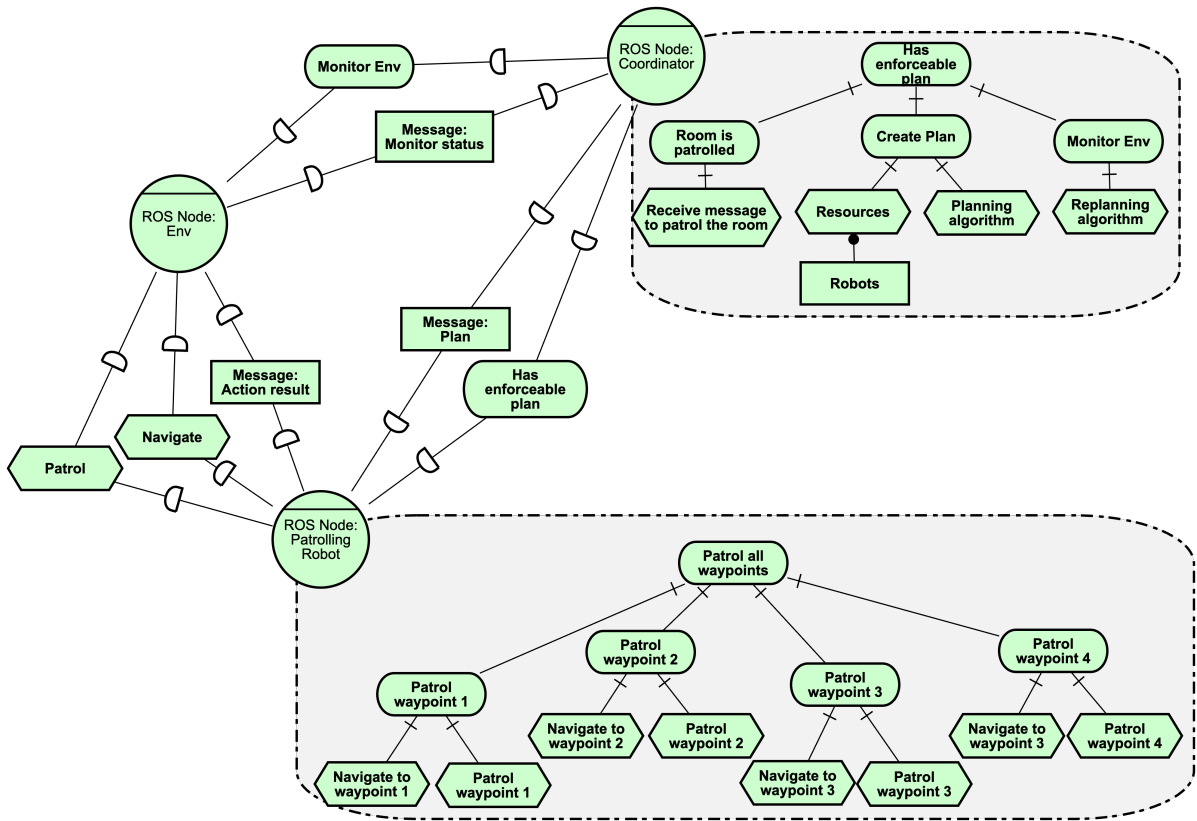 ROS Node:
Coordinator
Monitor Env
Message:
Monitor status
Has
enforceable
plan
Room is
patrolled
Create Plan
Monitor Env
Receive message
to patrol the room
Resources
Planning
algorithm
Replanning
algorithm
Robots
ROS Node:
Env
Message:
Plan
Message:
Action result
Has
enforceable
plan
Navigate
Patrol
ROS Node:
Patrolling
Robot
Patrol all
waypoints
Patrol
waypoint 1
Patrol
waypoint 2
Patrol
waypoint 3
Patrol
waypoint 4
Navigate to
waypoint 1
Patrol
waypoint 1
Navigate to
waypoint 2
Patrol
waypoint 2
Navigate to
waypoint 3
Patrol
waypoint 3
Navigate to
waypoint 3
Patrol
waypoint 4